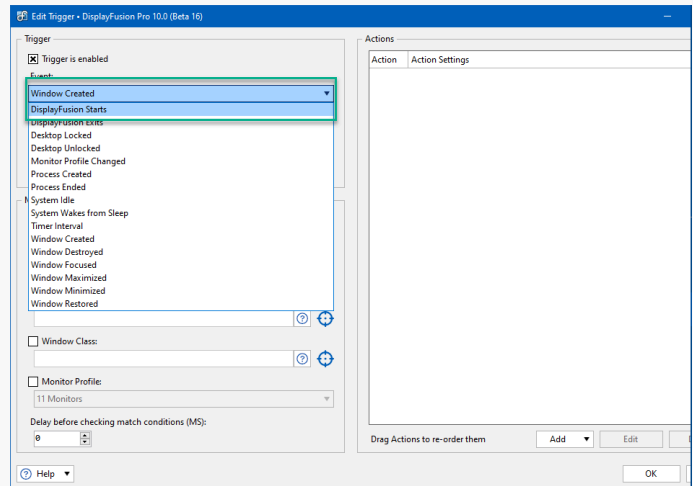 Edit Trigger • DisplayFusion Pro 10.0 (Beta 16)
Trigger
Trigger is enabled
Event:
Window Created
DisplayFusion Starts
DisplayFusion Exits
Desktop Locked
Desktop Unlocked
Monitor Profile Changed
Process Created
Process Ended
System Idle
System Wakes from Sleep
Timer Interval
Window Created
Window Destroyed
Window Focused
Window Maximized
Window Minimized
Window Restored
Window Class:
Monitor Profile:
11 Monitors
Delay before checking match conditions (MS):
0
Help
Actions
Action Action Settings
Drag Actions to re-order them Add Edit
OK